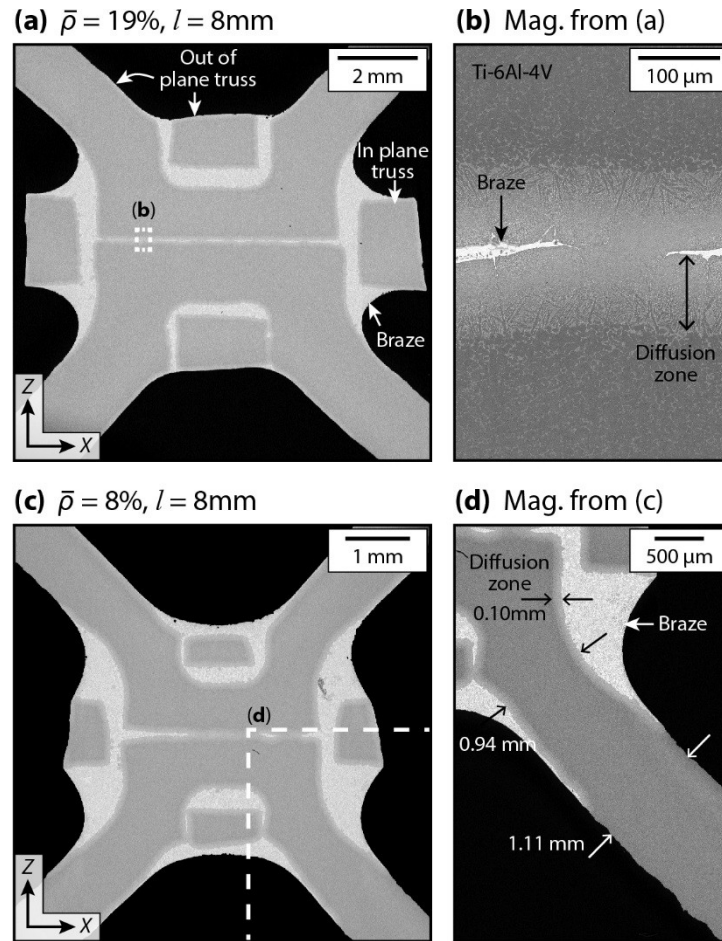 (a) ρ̄ = 19%, l = 8mm
Out of
plane truss
2 mm
In plane
truss
(b)
Braze
Z
X
(b) Mag. from (a)
Ti-6Al-4V
100 μm
Braze
Diffusion
zone
(c) ρ̄ = 8%, l = 8mm
1 mm
(d)
Z
X
(d) Mag. from (c)
500 μm
Diffusion
zone
0.10mm
Braze
0.94 mm
1.11 mm